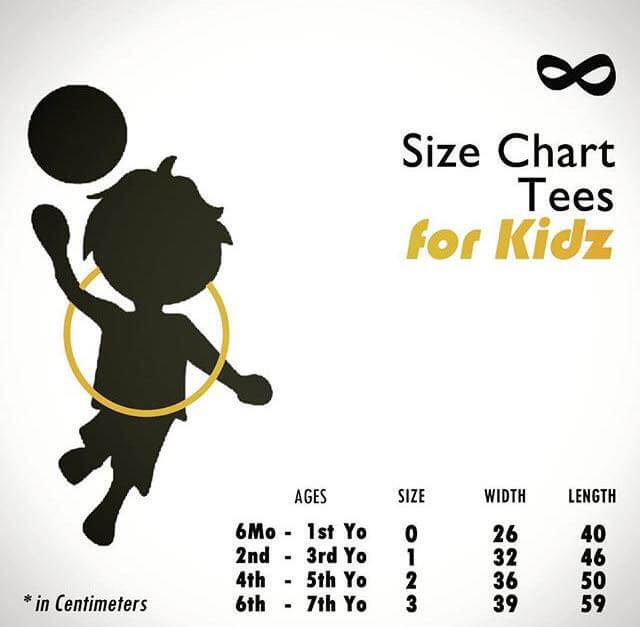 Size Chart
Tees
for Kidz
AGES SIZE WIDTH LENGTH
6Mo - 1st Yo 0 26 40
2nd - 3rd Yo 1 32 46
4th - 5th Yo 2 36 50
6th - 7th Yo 3 39 59
* in Centimeters